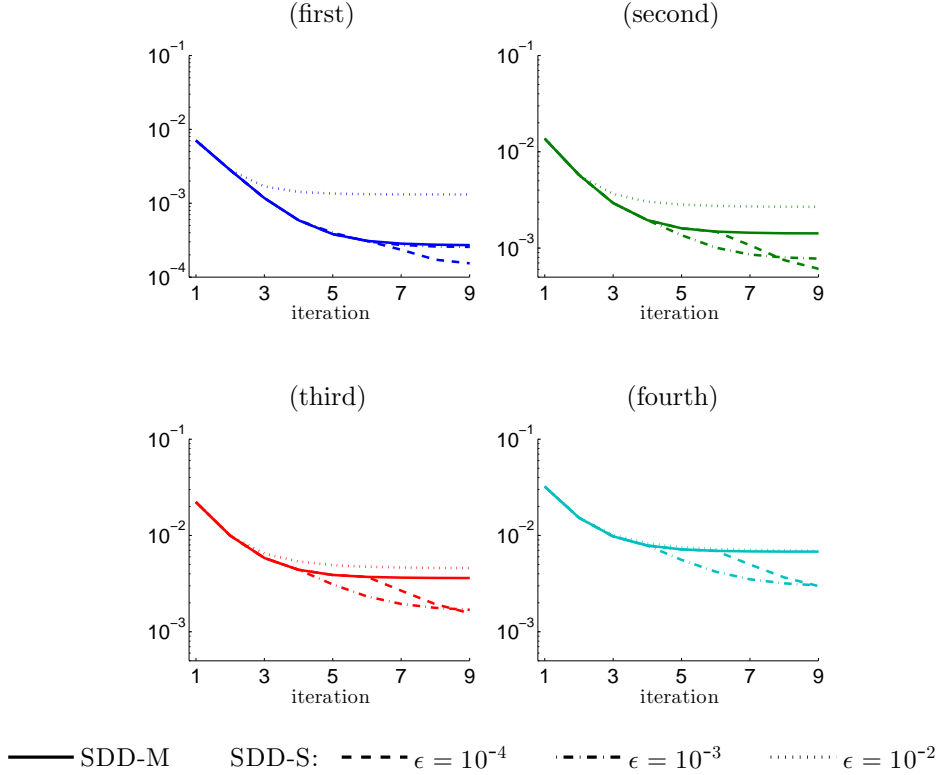 (first)
(second)
10⁻¹
10⁻²
10⁻³
10⁻⁴
1 3 5 7 9
iteration
10⁻¹
10⁻²
10⁻³
1 3 5 7 9
iteration
(third)
(fourth)
10⁻¹
10⁻²
10⁻³
1 3 5 7 9
iteration
10⁻¹
10⁻²
10⁻³
1 3 5 7 9
iteration
SDD-M SDD-S: ϵ = 10⁻⁴ ϵ = 10⁻³ ϵ = 10⁻²